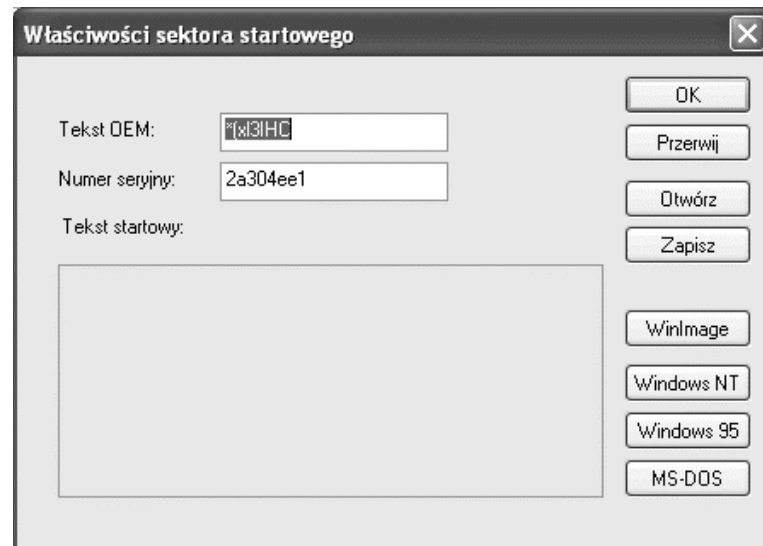 Właściwości sektora startowego
Tekst OEM: *(xI3IHC
Numer seryjny: 2a304ee1
Tekst startowy:
OK
Przerwij
Otwórz
Zapisz
WinImage
Windows NT
Windows 95
MS-DOS